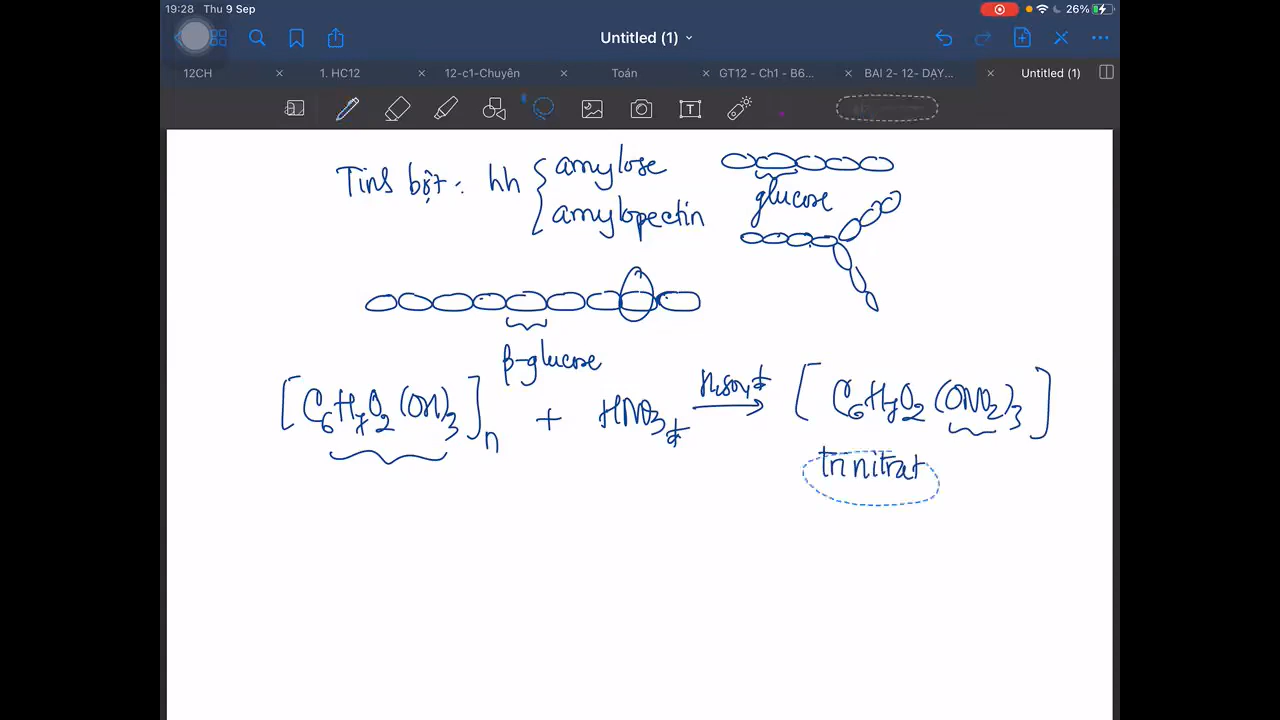 19:28 Thu 9 Sep
26%
Untitled (1)
12CH
1. HC12
12-c1-Chuyên
Toán
GT12 - Ch1 - B6...
BAI 2- 12- DẠY...
Untitled (1)
T
Tinh bột: hh { amylose
amylopectin
glucose
β-glucose
[C6H7O2(OH)3]n + HNO3đ H2SO4đ → [C6H7O2(ONO2)3]
trinitrat